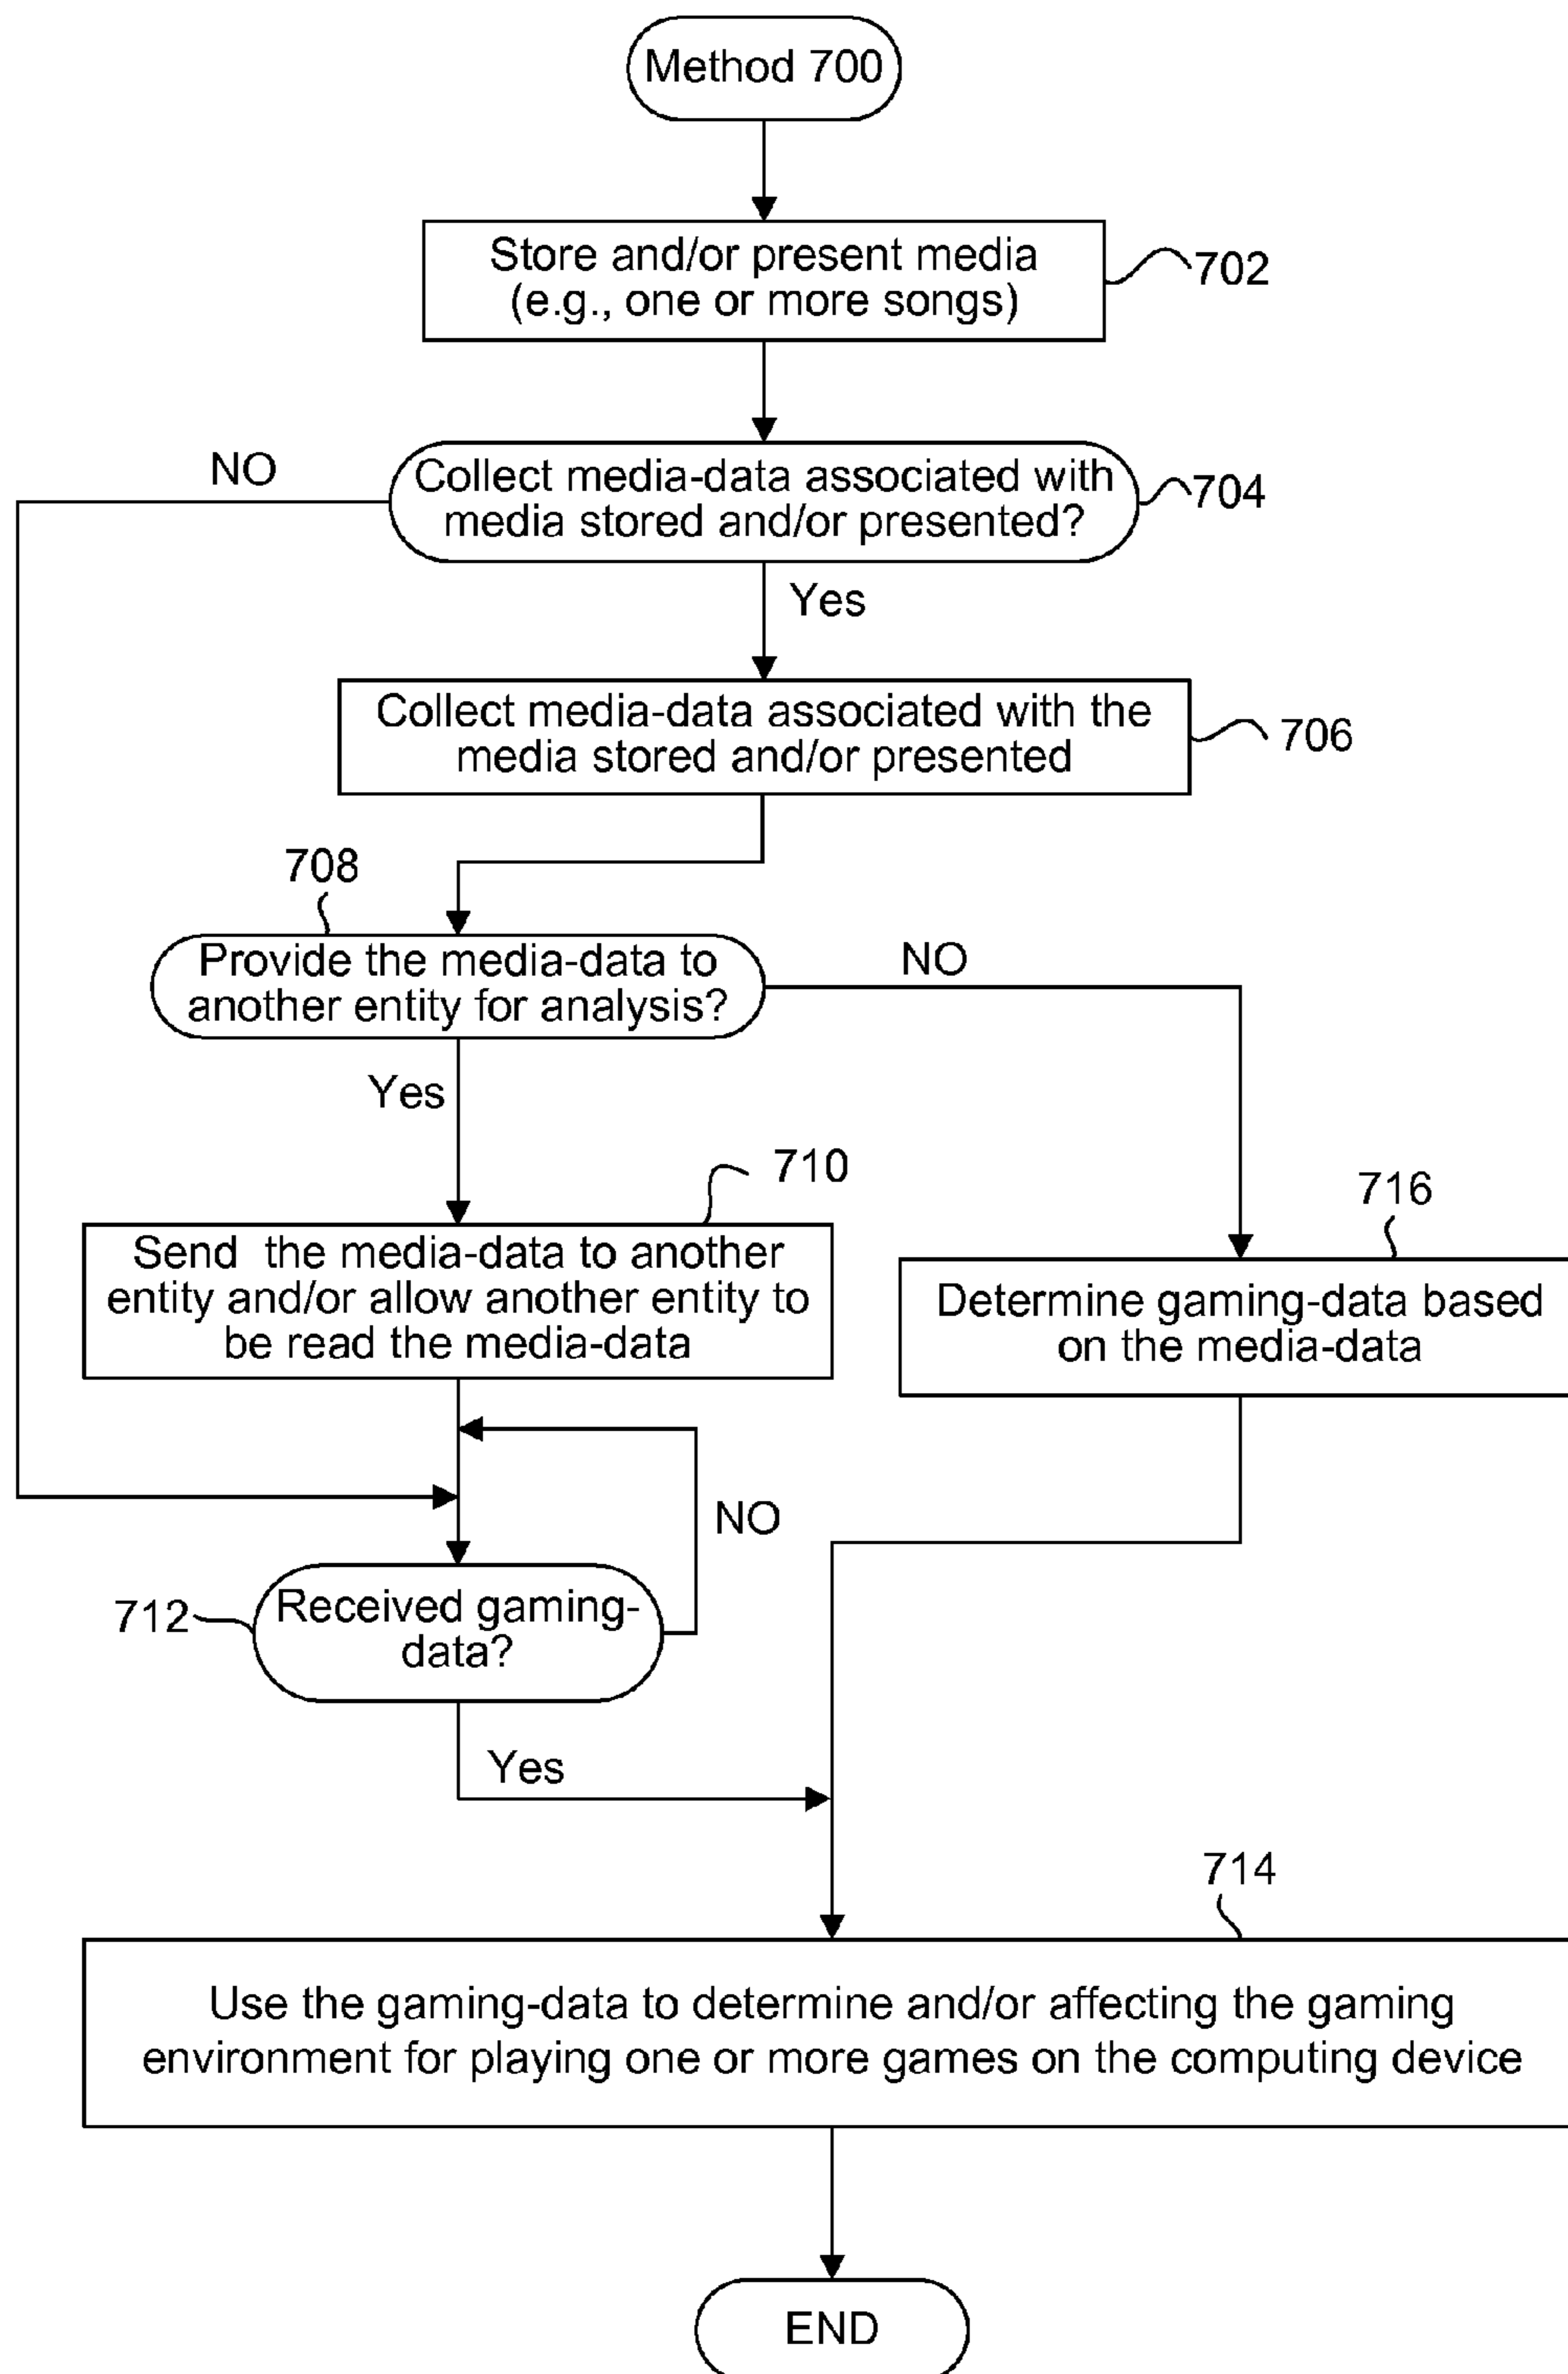 Method 700
Store and/or present media
(e.g., one or more songs)
702
NO
Collect media-data associated with
media stored and/or presented?
704
Yes
Collect media-data associated with the
media stored and/or presented
706
708
Provide the media-data to
another entity for analysis?
NO
Yes
710
Send the media-data to another
entity and/or allow another entity to
be read the media-data
716
Determine gaming-data based
on the media-data
NO
712
Received gaming-
data?
Yes
714
Use the gaming-data to determine and/or affecting the gaming
environment for playing one or more games on the computing device
END